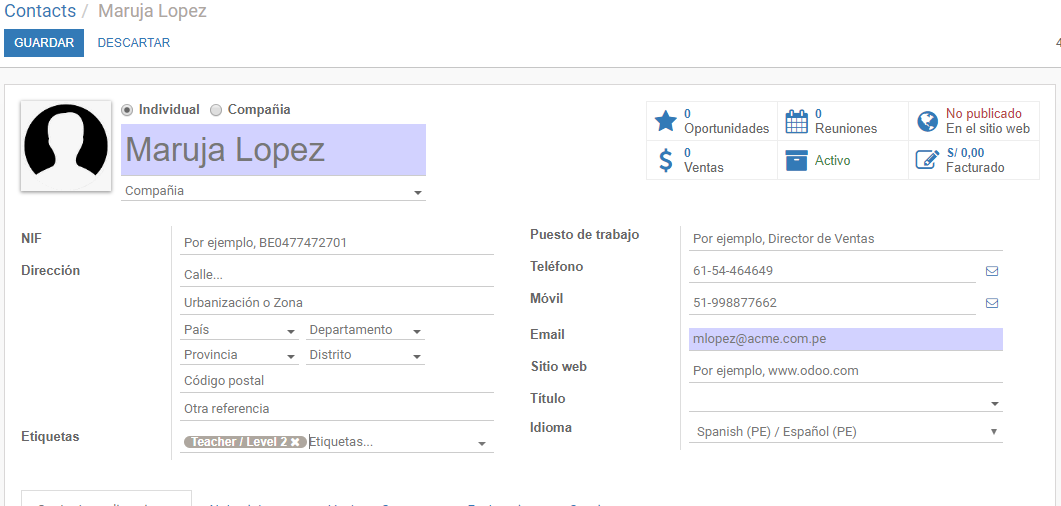 Contacts / Maruja Lopez
GUARDAR DESCARTAR
4
Individual Compañia
Maruja Lopez
Compañia
0
Oportunidades
0
Reuniones
No publicado
En el sitio web
0
Ventas
Activo
S/ 0,00
Facturado
NIF
Por ejemplo, BE0477472701
Dirección
Calle...
Urbanización o Zona
País Departamento
Provincia Distrito
Código postal
Otra referencia
Etiquetas
Teacher / Level 2 ✖ Etiquetas...
Puesto de trabajo
Por ejemplo, Director de Ventas
Teléfono
61-54-464649
Móvil
51-998877662
Email
mlopez@acme.com.pe
Sitio web
Por ejemplo, www.odoo.com
Título
Idioma
Spanish (PE) / Español (PE)